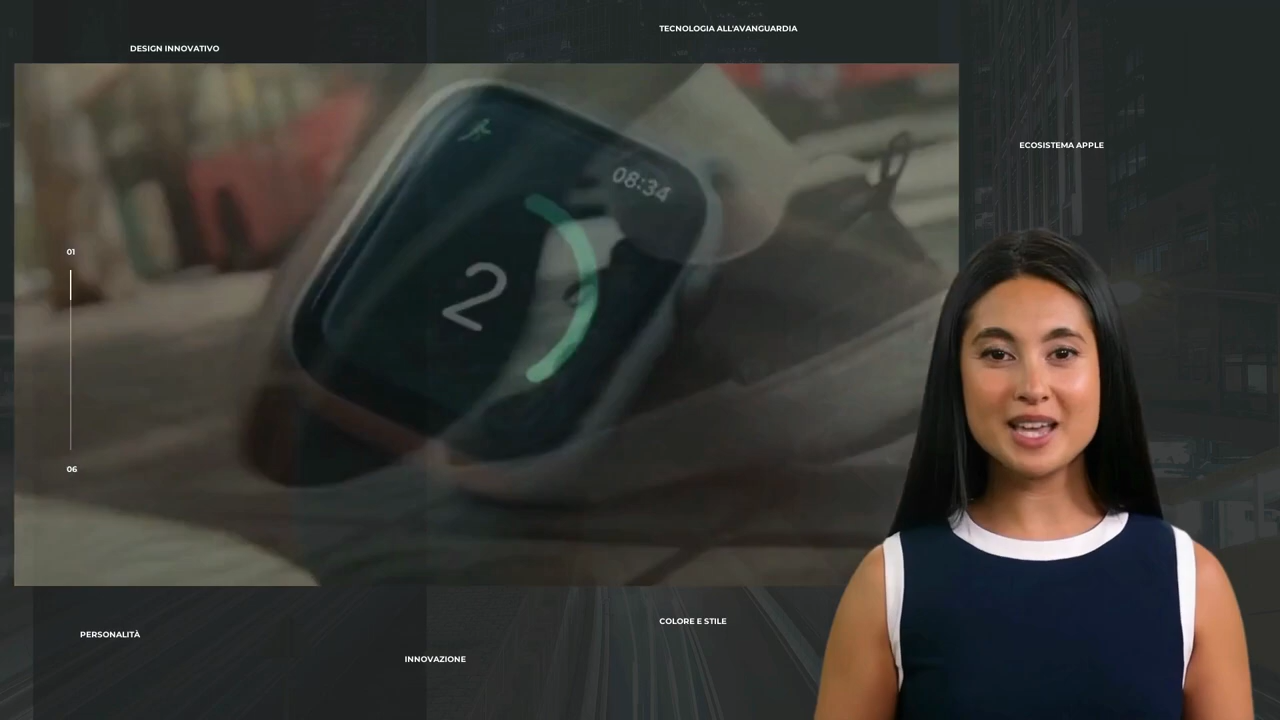 TECNOLOGIA ALL'AVANGUARDIA
DESIGN INNOVATIVO
ECOSISTEMA APPLE
08:34
2
01
06
COLORE E STILE
PERSONALITÀ
INNOVAZIONE